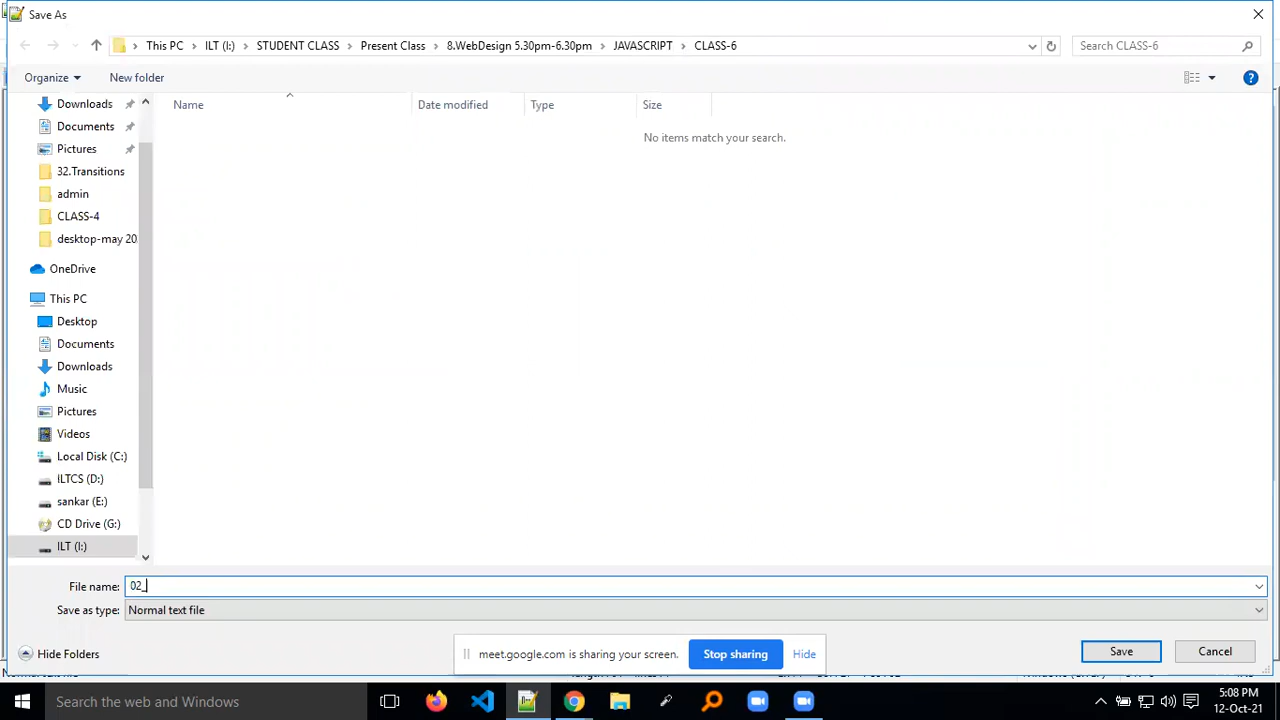 Save As
This PC > ILT (I:) > STUDENT CLASS > Present Class > 8.WebDesign 5.30pm-6.30pm > JAVASCRIPT > CLASS-6
Search CLASS-6
Organize
New folder
Name
Date modified
Type
Size
No items match your search.
Downloads
Documents
Pictures
32.Transitions
admin
CLASS-4
desktop-may 20
OneDrive
This PC
Desktop
Documents
Downloads
Music
Pictures
Videos
Local Disk (C:)
ILTCS (D:)
sankar (E:)
CD Drive (G:)
ILT (I:)
File name: 02_
Save as type: Normal text file
Hide Folders
meet.google.com is sharing your screen.
Stop sharing
Hide
Save
Cancel
Search the web and Windows
5:08 PM
12-Oct-21